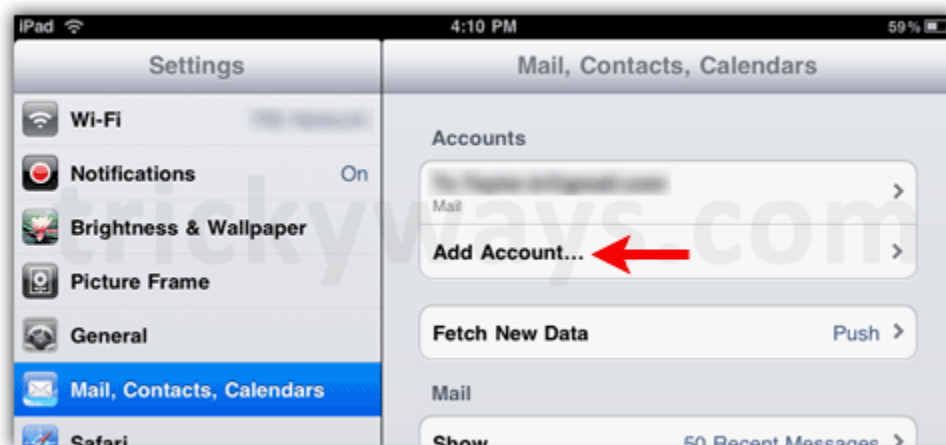 iPad
4:10 PM
59%
Settings
Mail, Contacts, Calendars
Wi-Fi
Notifications On
Brightness & Wallpaper
Picture Frame
General
Mail, Contacts, Calendars
Safari
Accounts
Mail
Add Account...
Fetch New Data Push
Mail
Show 50 Recent Messages
trickyways.com